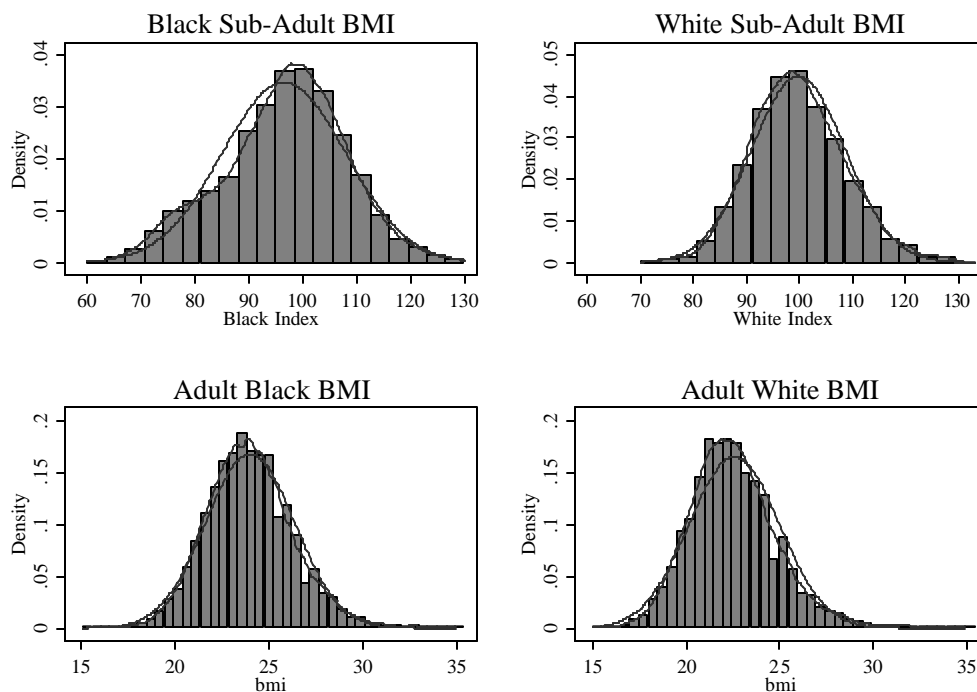 Black Sub-Adult BMI
Density
0 .01 .02 .03 .04
60 70 80 90 100 110 120 130
Black Index
White Sub-Adult BMI
Density
0 .01 .02 .03 .04 .05
60 70 80 90 100 110 120 130
White Index
Adult Black BMI
Density
0 .05 .1 .15 .2
15 20 25 30 35
bmi
Adult White BMI
Density
0 .05 .1 .15 .2
15 20 25 30 35
bmi